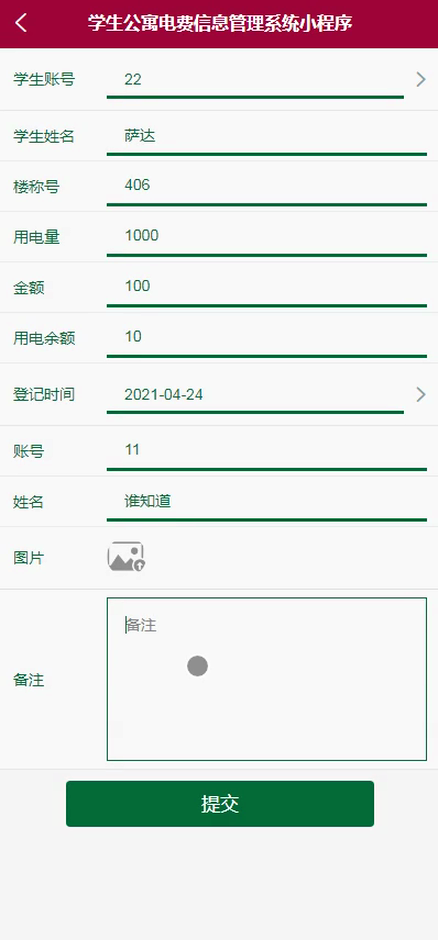 学生公寓电费信息管理系统小程序
学生账号 22
学生姓名 萨达
楼称号 406
用电量 1000
金额 100
用电余额 10
登记时间 2021-04-24
账号 11
姓名 谁知道
图片
备注
备注
提交